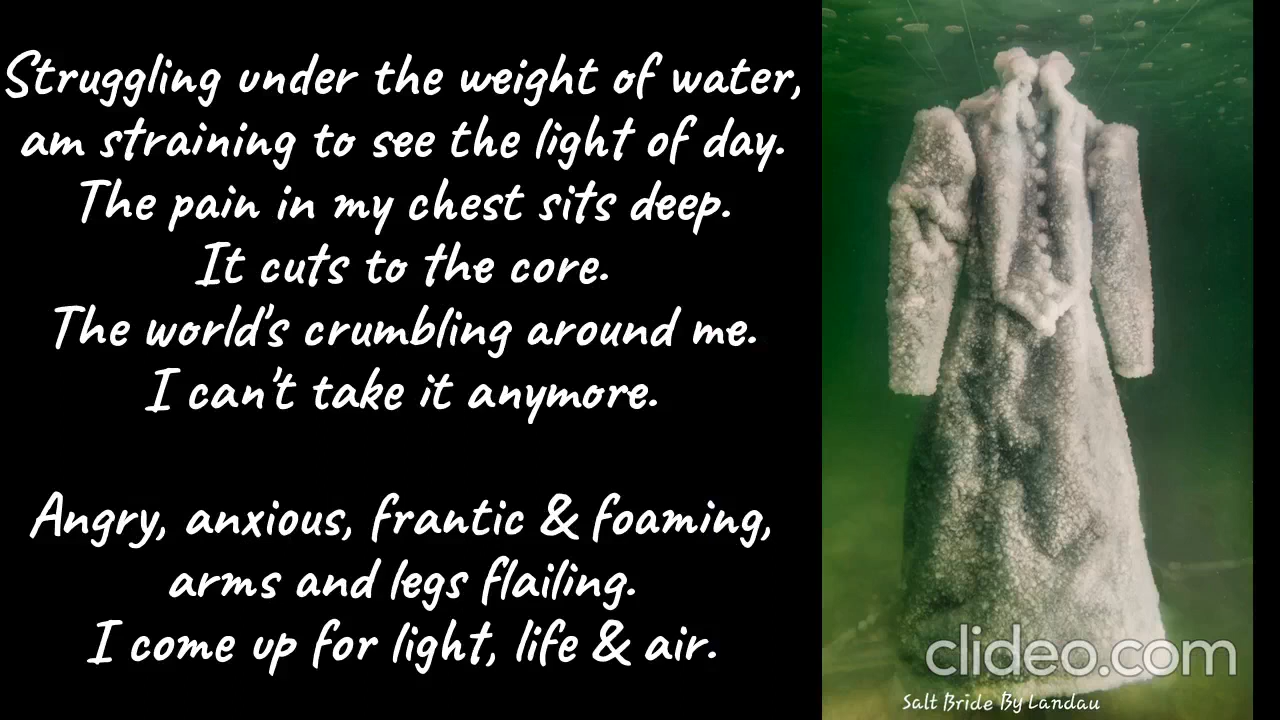 Struggling under the weight of water,
am straining to see the light of day.
The pain in my chest sits deep.
It cuts to the core.
The world's crumbling around me.
I can't take it anymore.
Angry, anxious, frantic & foaming,
arms and legs flailing.
I come up for light, life & air.
clideo.com
Salt Bride By Landau